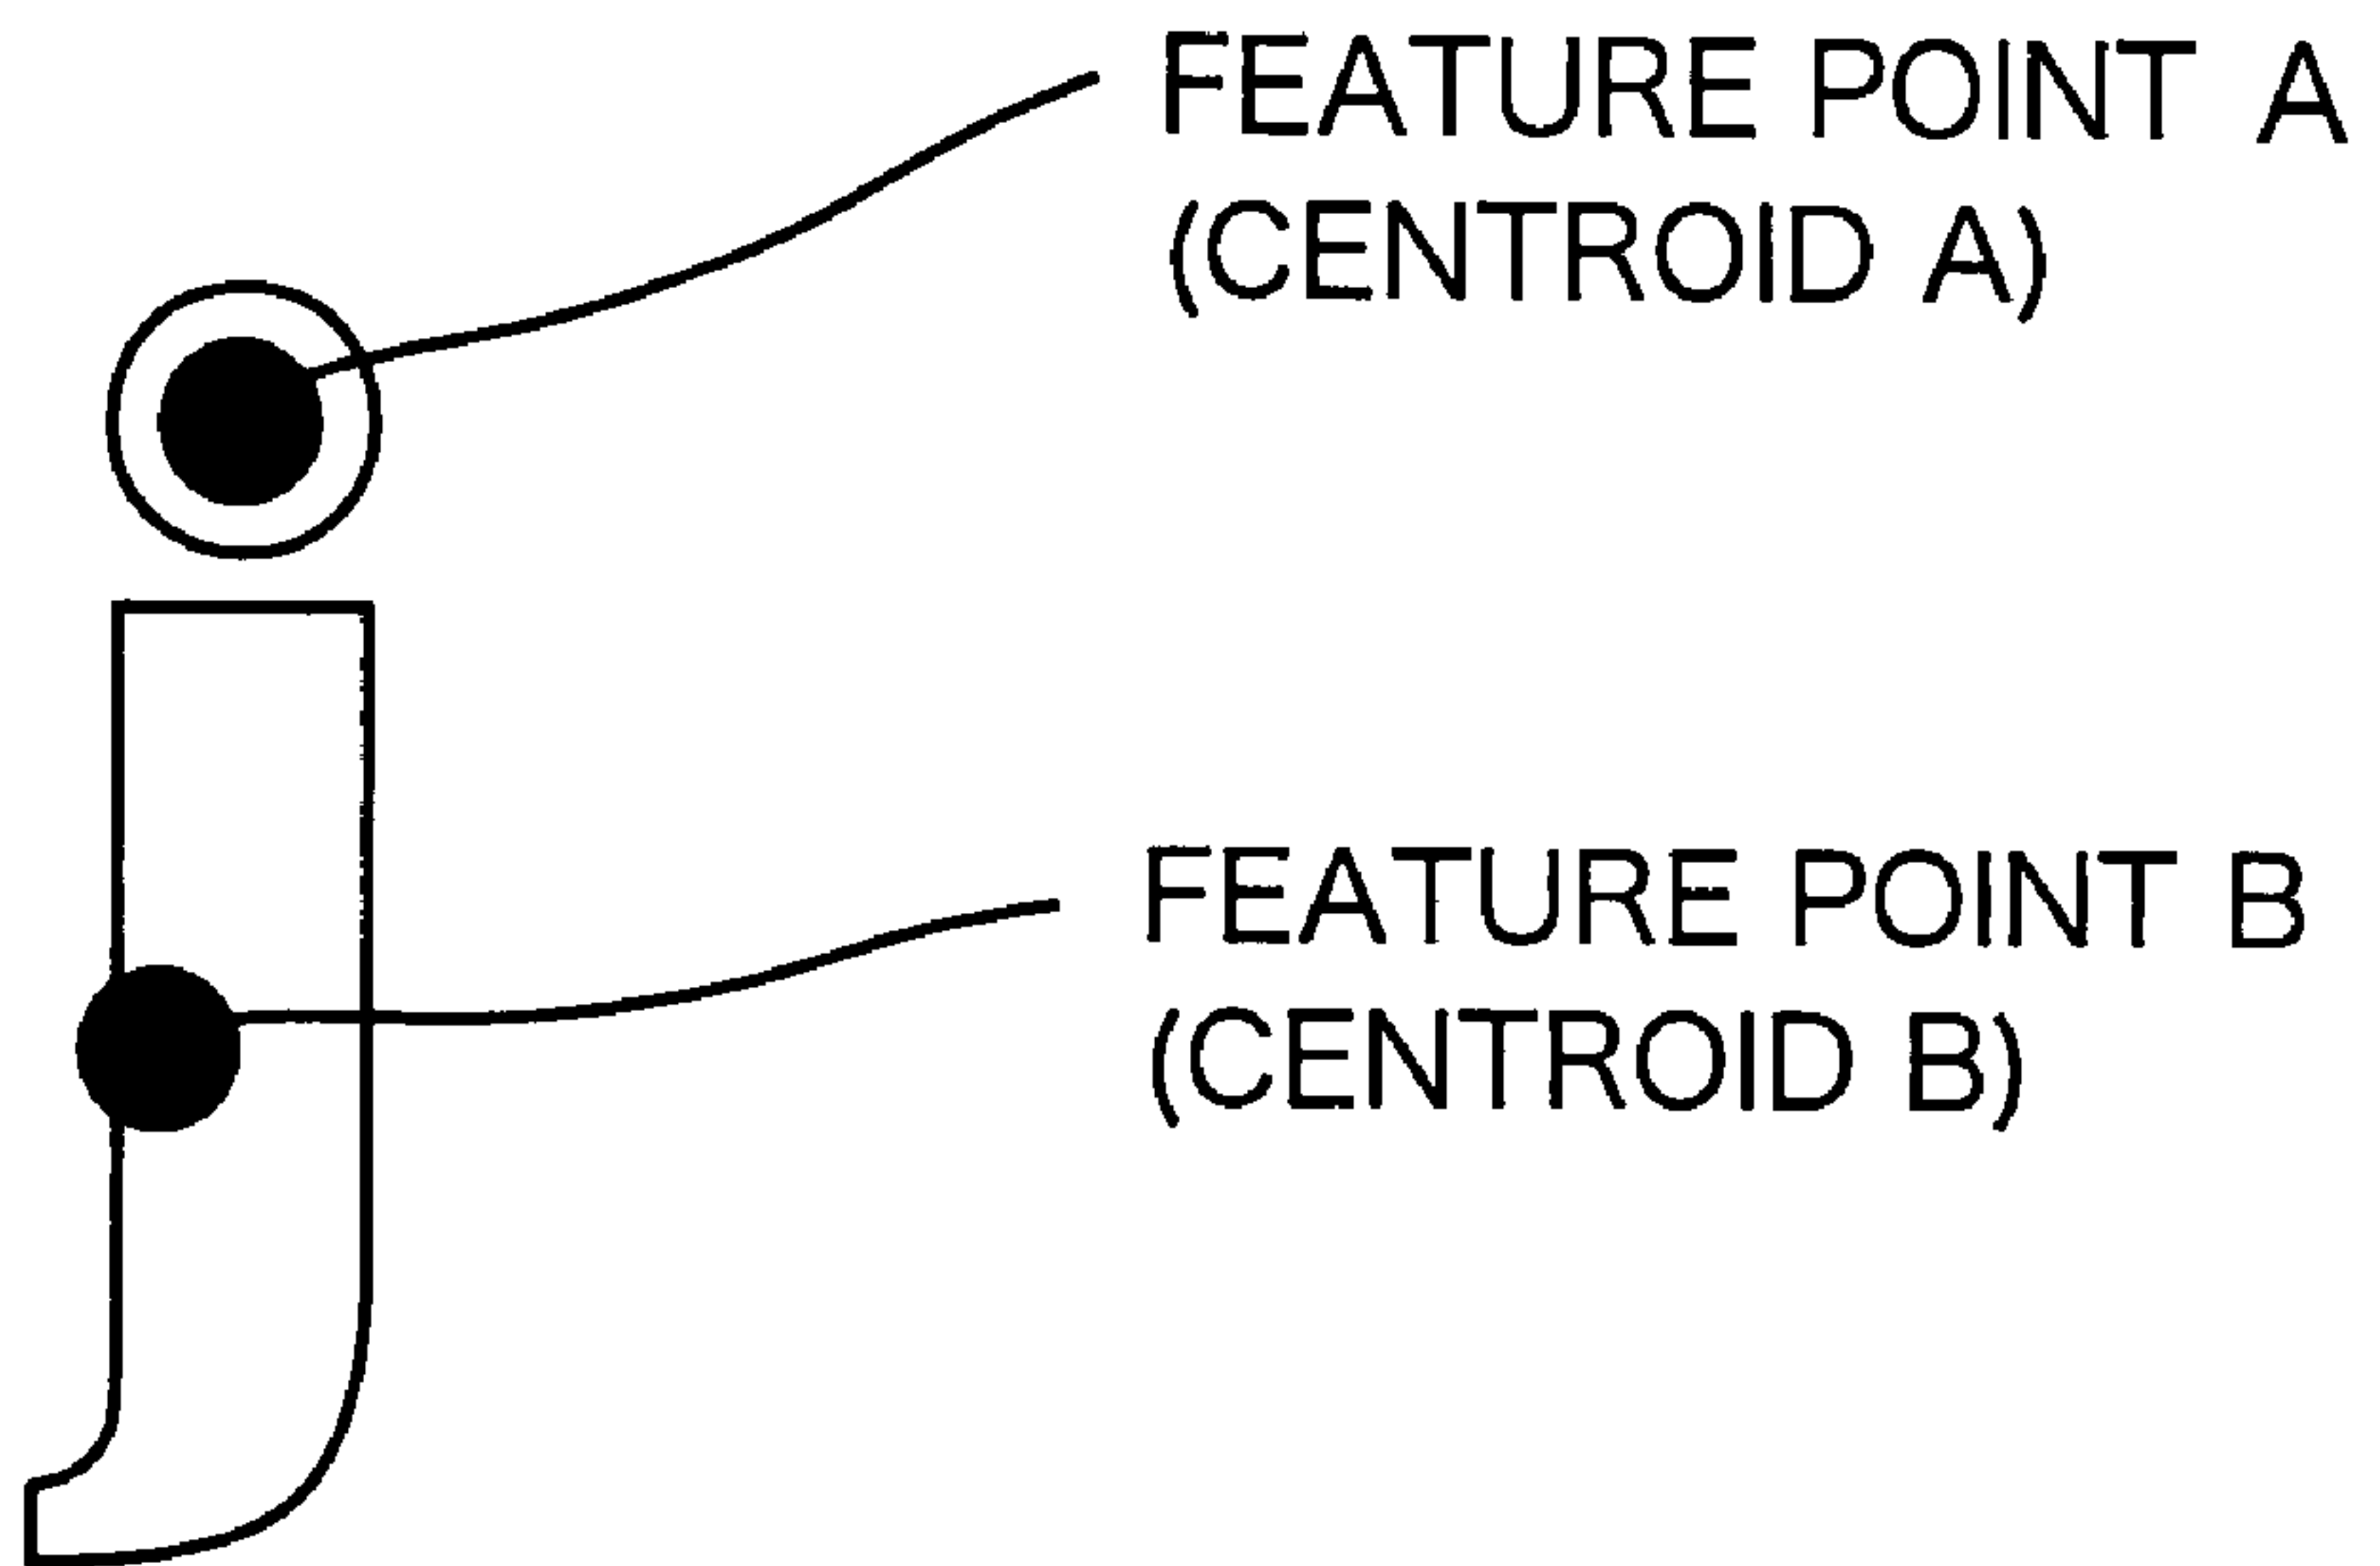 FEATURE POINT A
(CENTROID A)
j
FEATURE POINT B
(CENTROID B)